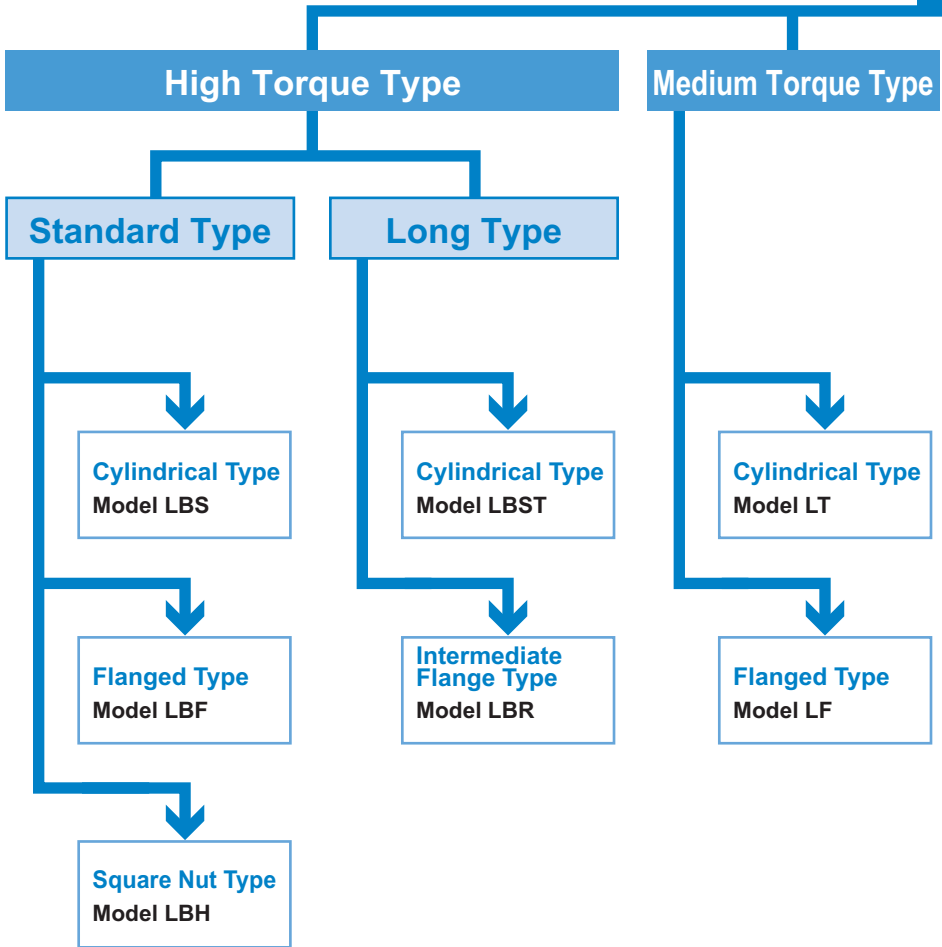 High Torque Type
Medium Torque Type
Standard Type
Long Type
Cylindrical Type
Model LBS
Cylindrical Type
Model LBST
Cylindrical Type
Model LT
Flanged Type
Model LBF
Intermediate
Flange Type
Model LBR
Flanged Type
Model LF
Square Nut Type
Model LBH